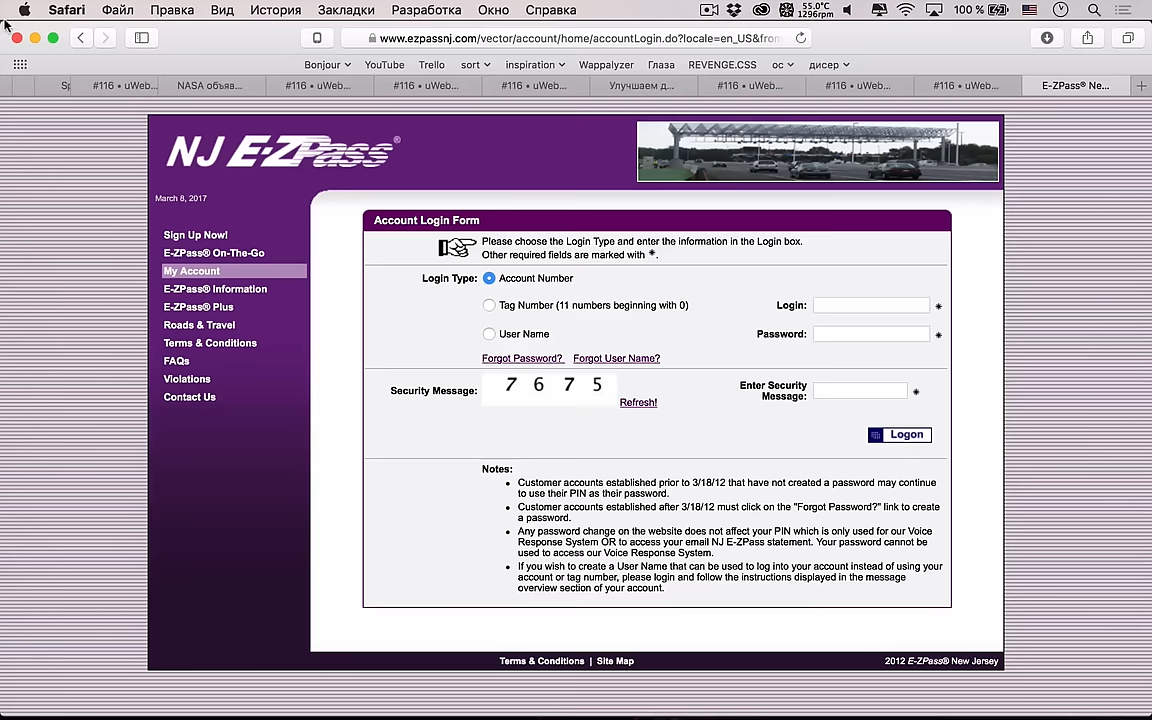 Safari Файл Правка Вид История Закладки Разработка Окно Справка 55.0°C 1296rpm 100 %
www.ezpassnj.com/vector/account/home/accountLogin.do?locale=en_US&from
Bonjour YouTube Trello sort inspiration Wappalyzer Глаза REVENGE.CSS ос дисер
Sp #116 • uWeb... NASA объяв... #116 • uWeb... #116 • uWeb... #116 • uWeb... Улучшаем д... #116 • uWeb... #116 • uWeb... #116 • uWeb... E-ZPass® Ne...
NJ E-ZPass®
March 8, 2017
Sign Up Now!
E-ZPass® On-The-Go
My Account
E-ZPass® Information
E-ZPass® Plus
Roads & Travel
Terms & Conditions
FAQs
Violations
Contact Us
Account Login Form
Please choose the Login Type and enter the information in the Login box.
Other required fields are marked with *.
Login Type: Account Number
Tag Number (11 numbers beginning with 0) Login: *
User Name Password: *
Forgot Password? Forgot User Name?
Security Message: 7 6 7 5 Refresh! Enter Security Message: *
Logon
Notes:
• Customer accounts established prior to 3/18/12 that have not created a password may continue
to use their PIN as their password.
• Customer accounts established after 3/18/12 must click on the "Forgot Password?" link to create
a password.
• Any password change on the website does not affect your PIN which is only used for our Voice
Response System OR to access your email NJ E-ZPass statement. Your password cannot be
used to access our Voice Response System.
• If you wish to create a User Name that can be used to log into your account instead of using your
account or tag number, please login and follow the instructions displayed in the message
overview section of your account.
Terms & Conditions | Site Map
2012 E-ZPass® New Jersey